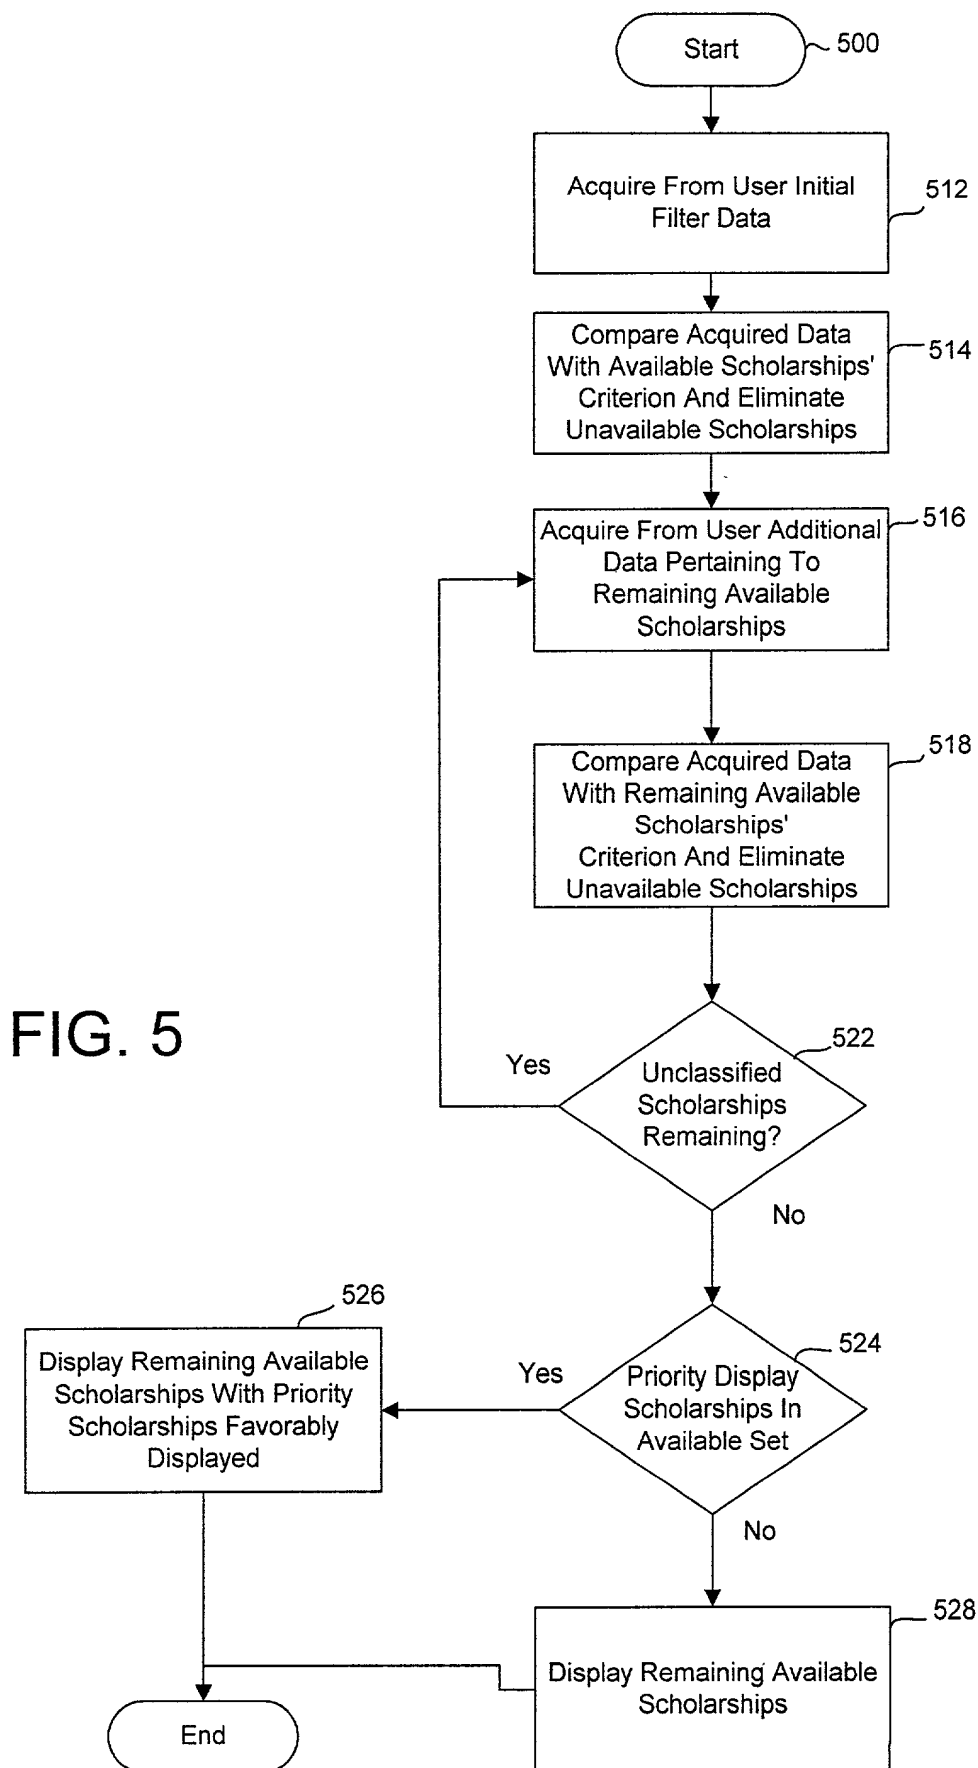 Start
500
Acquire From User Initial
Filter Data
512
Compare Acquired Data
With Available Scholarships'
Criterion And Eliminate
Unavailable Scholarships
514
Acquire From User Additional
Data Pertaining To
Remaining Available
Scholarships
516
Compare Acquired Data
With Remaining Available
Scholarships'
Criterion And Eliminate
Unavailable Scholarships
518
FIG. 5
Unclassified
Scholarships
Remaining?
522
Yes
No
Priority Display
Scholarships In
Available Set
524
Yes
No
Display Remaining Available
Scholarships With Priority
Scholarships Favorably
Displayed
526
Display Remaining Available
Scholarships
528
End